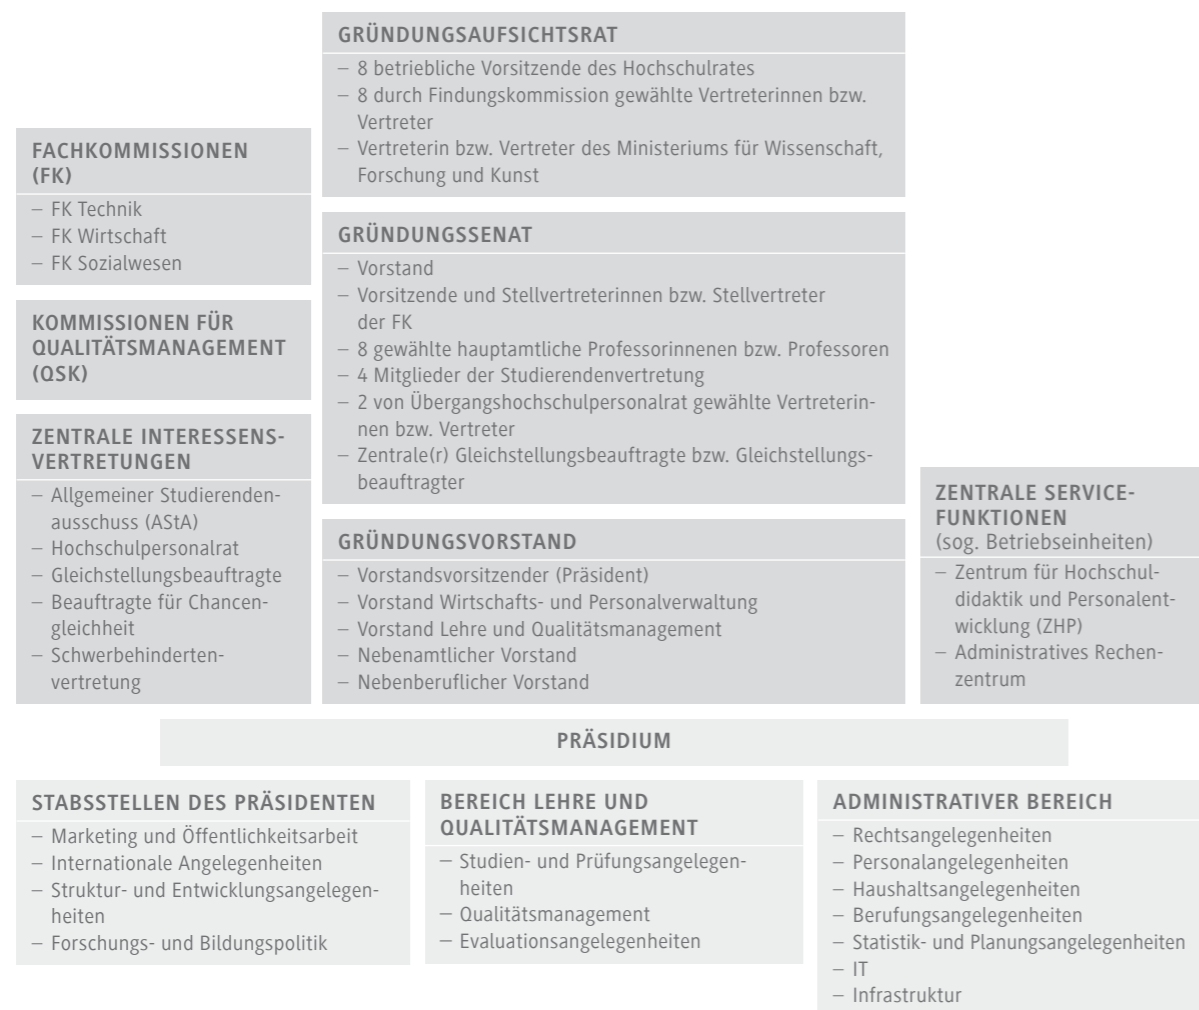 GRÜNDUNGSAUFSICHTSRAT
– 8 betriebliche Vorsitzende des Hochschulrates
– 8 durch Findungskommission gewählte Vertreterinnen bzw.
Vertreter
– Vertreterin bzw. Vertreter des Ministeriums für Wissenschaft,
Forschung und Kunst
FACHKOMMISSIONEN
(FK)
– FK Technik
– FK Wirtschaft
– FK Sozialwesen
KOMMISSIONEN FÜR
QUALITÄTSMANAGEMENT
(QSK)
ZENTRALE INTERESSENS-
VERTRETUNGEN
– Allgemeiner Studierenden-
ausschuss (AStA)
– Hochschulpersonalrat
– Gleichstellungsbeauftragte
– Beauftragte für Chancen-
gleichheit
– Schwerbehinderten-
vertretung
GRÜNDUNGSSENAT
– Vorstand
– Vorsitzende und Stellvertreterinnen bzw. Stellvertreter
der FK
– 8 gewählte hauptamtliche Professorinnenen bzw. Professoren
– 4 Mitglieder der Studierendenvertretung
– 2 von Übergangshochschulpersonalrat gewählte Vertreterin-
nen bzw. Vertreter
– Zentrale(r) Gleichstellungsbeauftragte bzw. Gleichstellungs-
beauftragter
GRÜNDUNGSVORSTAND
– Vorstandsvorsitzender (Präsident)
– Vorstand Wirtschafts- und Personalverwaltung
– Vorstand Lehre und Qualitätsmanagement
– Nebenamtlicher Vorstand
– Nebenberuflicher Vorstand
ZENTRALE SERVICE-
FUNKTIONEN
(sog. Betriebseinheiten)
– Zentrum für Hochschul-
didaktik und Personalent-
wicklung (ZHP)
– Administratives Rechen-
zentrum
PRÄSIDIUM
STABSSTELLEN DES PRÄSIDENTEN
– Marketing und Öffentlichkeitsarbeit
– Internationale Angelegenheiten
– Struktur- und Entwicklungsangelegen-
heiten
– Forschungs- und Bildungspolitik
BEREICH LEHRE UND
QUALITÄTSMANAGEMENT
– Studien- und Prüfungsangelegen-
heiten
– Qualitätsmanagement
– Evaluationsangelegenheiten
ADMINISTRATIVER BEREICH
– Rechtsangelegenheiten
– Personalangelegenheiten
– Haushaltsangelegenheiten
– Berufungsangelegenheiten
– Statistik- und Planungsangelegenheiten
– IT
– Infrastruktur